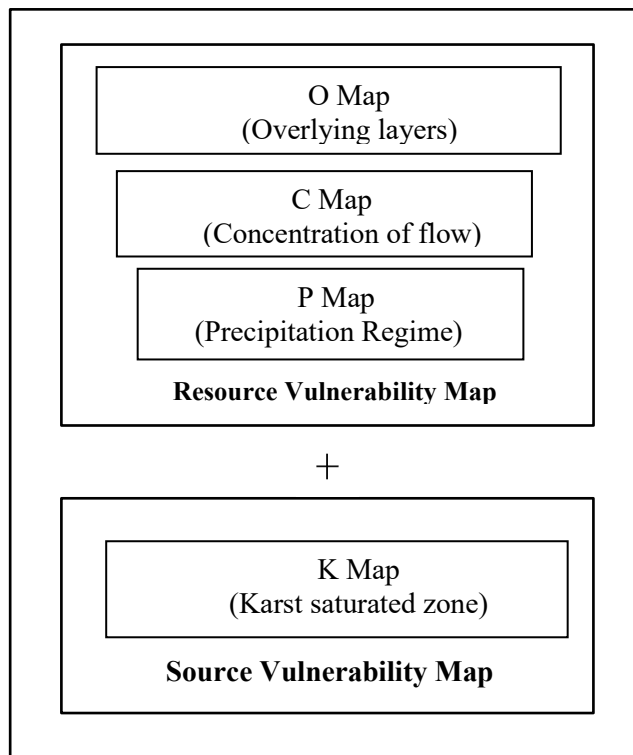 O Map
(Overlying layers)
C Map
(Concentration of flow)
P Map
(Precipitation Regime)
Resource Vulnerability Map
+
K Map
(Karst saturated zone)
Source Vulnerability Map